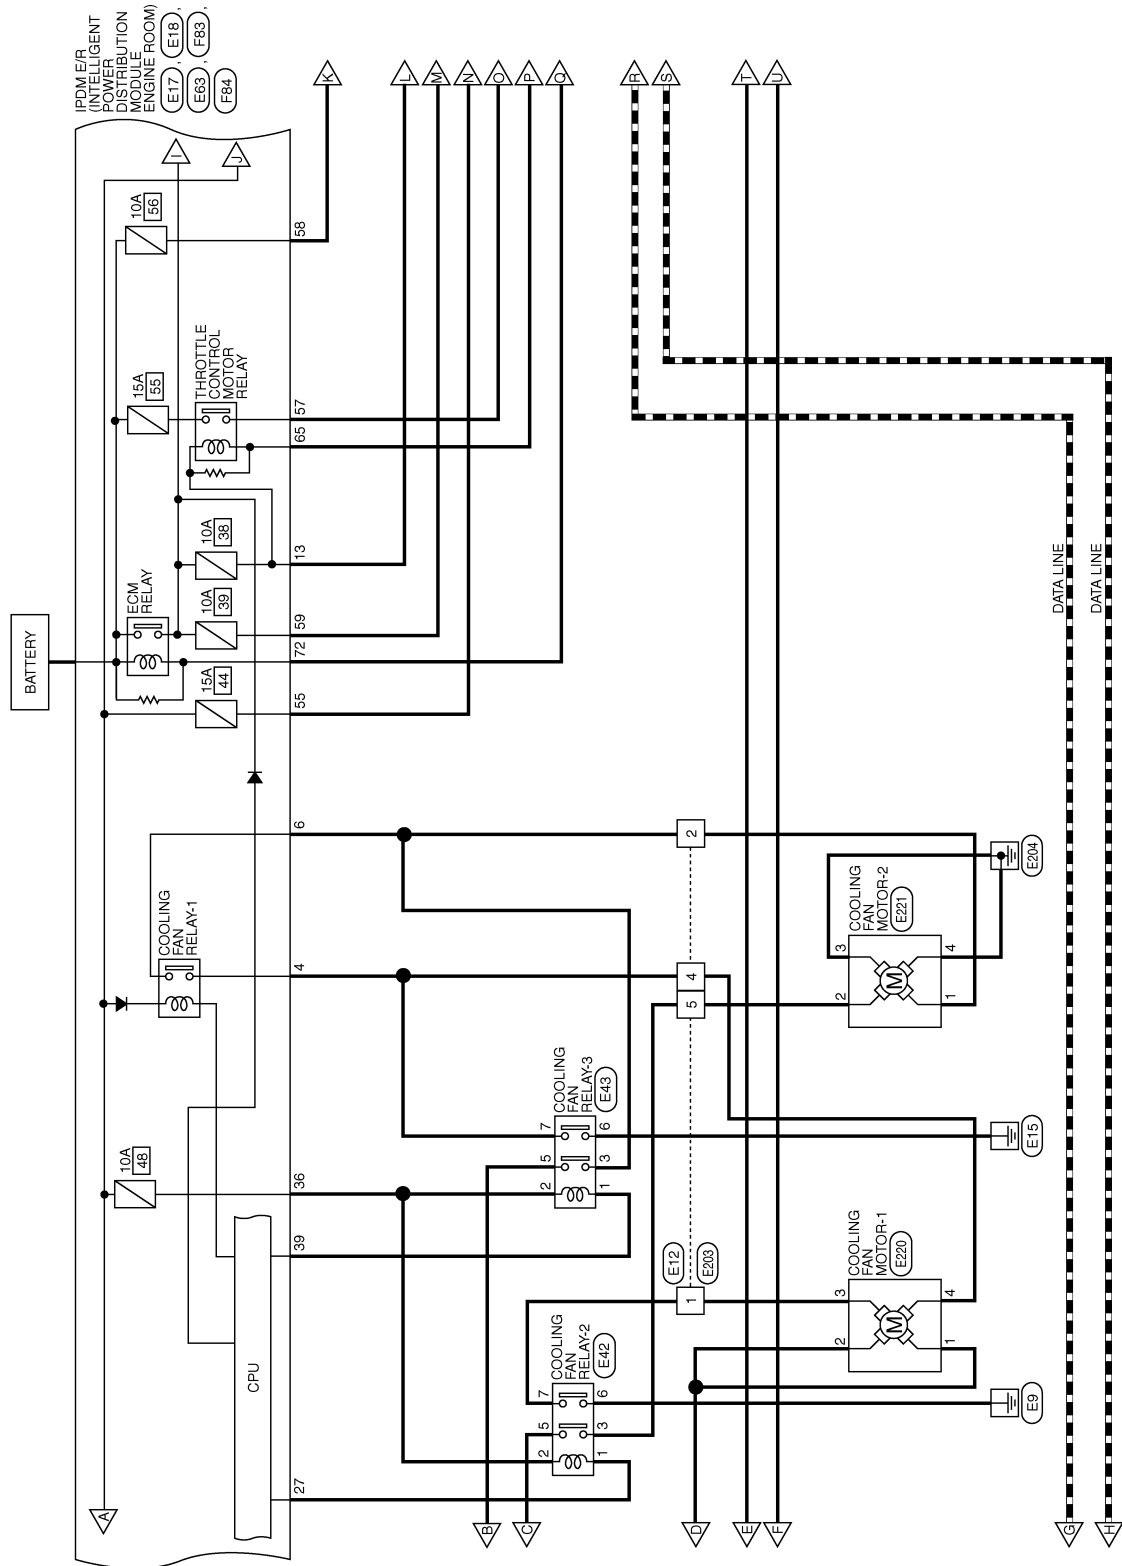 IPDM E/R
(INTELLIGENT
POWER
DISTRIBUTION
MODULE
ENGINE ROOM)
E17 , E18 ,
E63 , F83 ,
F84
BATTERY
A
I
J
10A
56
15A
55
THROTTLE
CONTROL
MOTOR
RELAY
10A
38
ECM
RELAY
10A
39
15A
44
COOLING
FAN
RELAY-1
10A
48
CPU
58
57
65
13
59
72
55
6
4
36
39
27
K
L
M
N
O
P
Q
R
S
T
U
COOLING
FAN
RELAY-3
E43
7
5
2
6
3
1
COOLING
FAN
RELAY-2
E42
7
5
2
6
3
1
2
4
5
1
E12
E203
COOLING
FAN
MOTOR-2
E221
3
2
4
1
E204
COOLING
FAN
MOTOR-1
E220
3
2
4
1
E15
E9
DATA LINE
DATA LINE
B
C
D
E
F
G
H